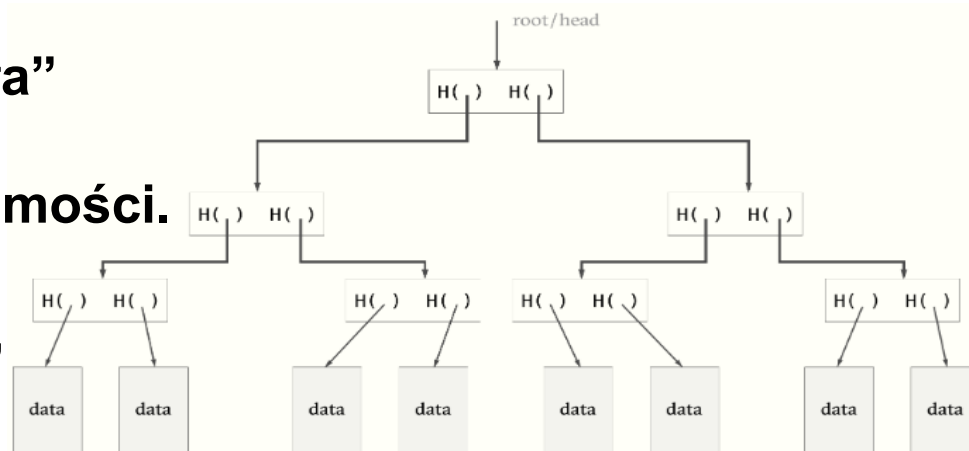 root/head
a”
H( ) H( )
mości.
H( ) H( ) H( ) H( )
H( ) H( ) H( ) H( ) H( ) H( ) H( ) H( )
data data data data data data data data